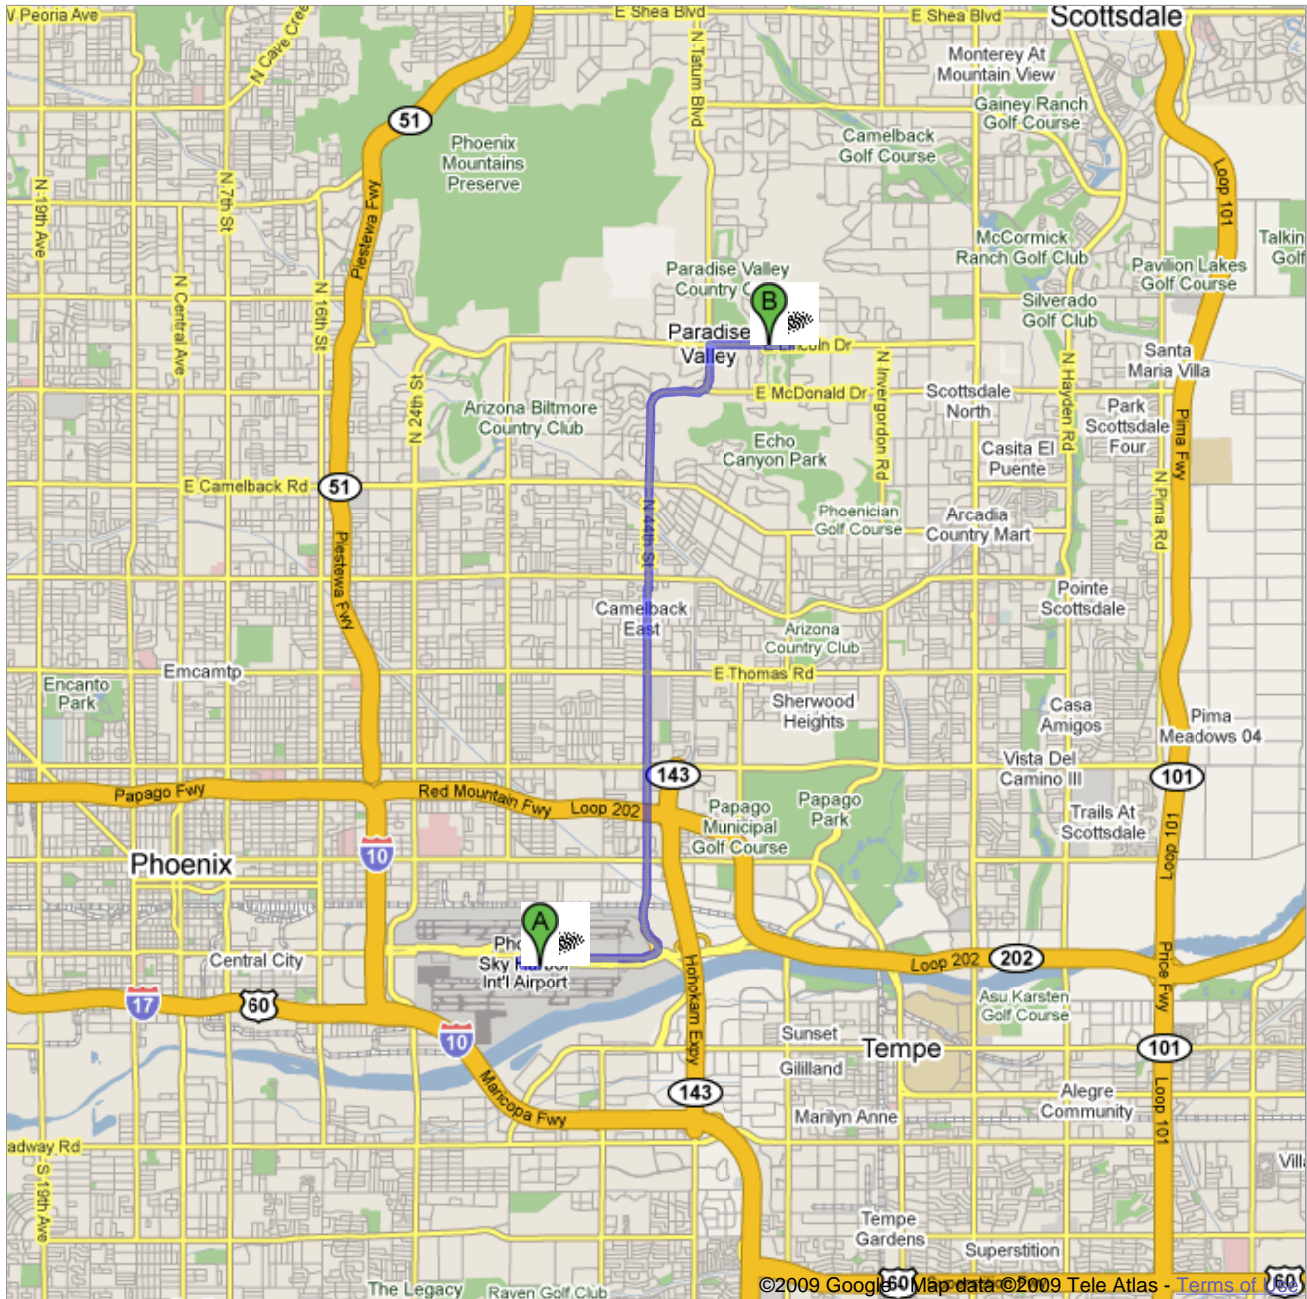 W Peoria Ave
E Shea Blvd
E Shea Blvd
Scottsdale
N Cave Cree
N Tatum Blvd
Monterey At
Mountain View
Gainey Ranch
Golf Course
51
Phoenix
Mountains
Preserve
Camelback
Golf Course
Loop 101
N 19th Ave
N 7th St
Piestewa Fwy
McCormick
Ranch Golf Club
Talkin
Golf
Pavilion Lakes
Golf Course
Paradise Valley
Country
N Central Ave
N 16th St
B
Silverado
Golf Club
Paradise
Valley
E Lincoln Dr
Santa
Maria Villa
N 24th St
N Invergordon Rd
N Hayden Rd
E McDonald Dr
Scottsdale
North
Arizona Biltmore
Country Club
Park
Scottsdale
Four
Pima Fwy
Echo
Canyon Park
Casita El
Puente
E Camelback Rd
51
N 44th St
Phoenician
Golf Course
Arcadia
Country Mart
N Pima Rd
Piestewa Fwy
Camelback
East
Pointe
Scottsdale
Arizona
Country Club
Emcamtp
E Thomas Rd
Encanto
Park
Sherwood
Heights
Casa
Amigos
Pima
Meadows 04
143
Vista Del
Camino III
101
Papago Fwy
Red Mountain Fwy
Loop 202
Papago
Municipal
Golf Course
Papago
Park
Trails At
Scottsdale
Loop 101
Phoenix
10
A
Sky Harbor
Int'l Airport
Central City
Hohokam Expy
Loop 202
202
Price Fwy
17
60
Asu Karsten
Golf Course
10
Sunset
Tempe
101
Gililland
Maricopa Fwy
143
Alegre
Community
Loop 101
Marilyn Anne
adway Rd
S 19th Ave
Villa
Tempe
Gardens
Superstition
The Legacy
Raven Golf Club
60
60
©2009 Google - Map data ©2009 Tele Atlas - Terms of Use